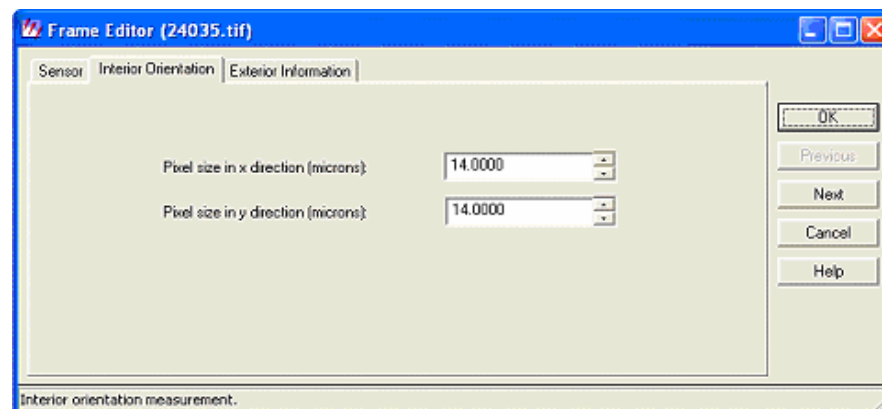 Frame Editor (24035.tif)
Sensor Interior Orientation Exterior Information
OK
Pixel size in x direction (microns): 14.0000
Previous
Pixel size in y direction (microns): 14.0000
Next
Cancel
Help
Interior orientation measurement.